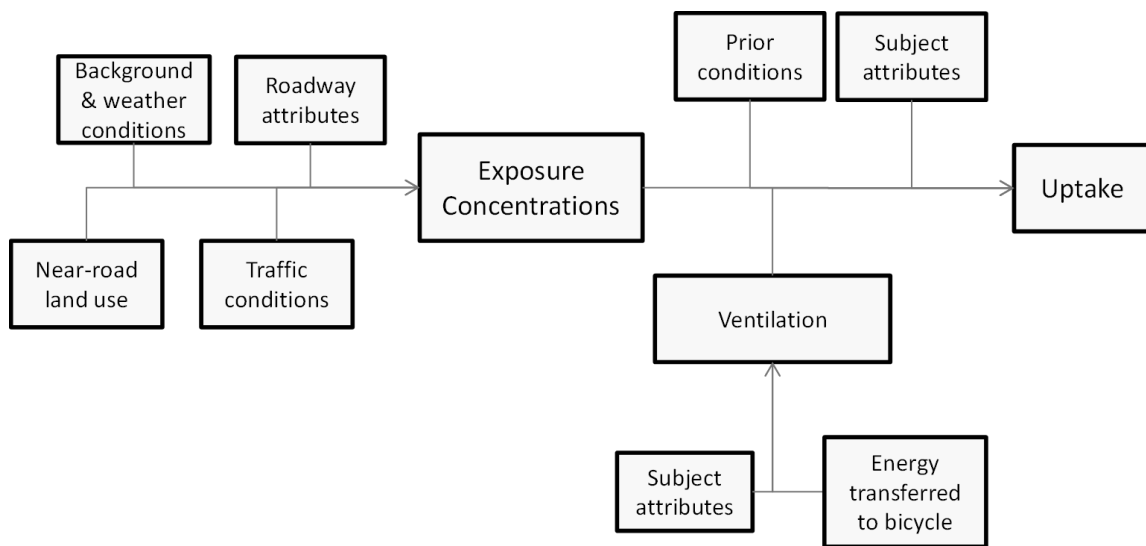 Background
& weather
conditions
Roadway
attributes
Prior
conditions
Subject
attributes
Exposure
Concentrations
Uptake
Near-road
land use
Traffic
conditions
Ventilation
Subject
attributes
Energy
transferred
to bicycle